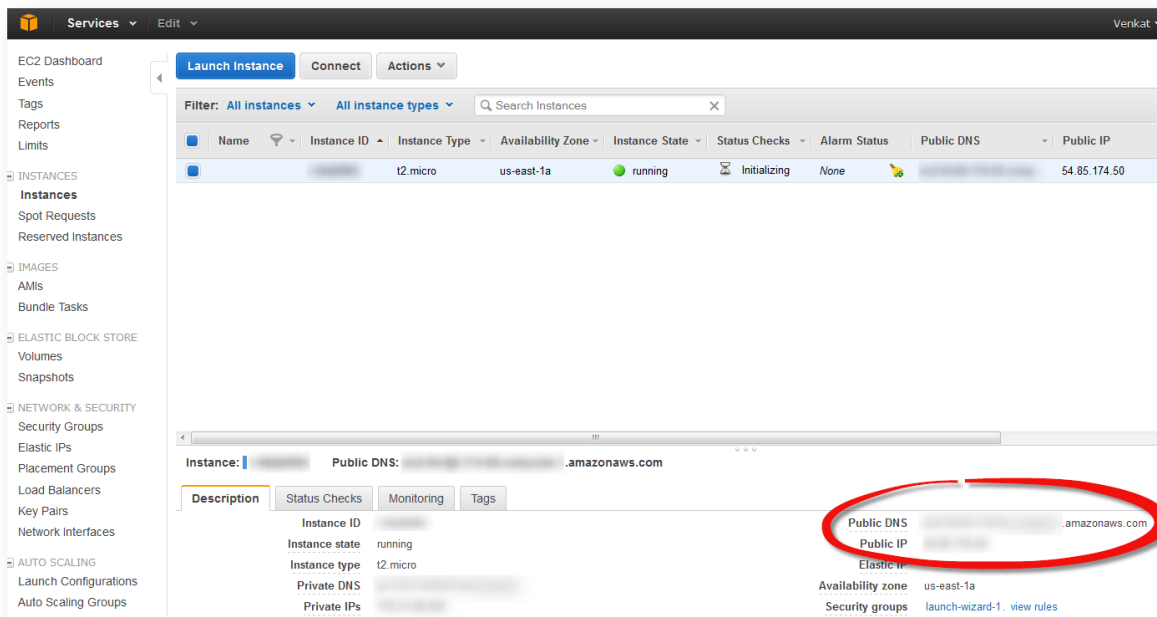 Services Edit Venkat
EC2 Dashboard
Events
Tags
Reports
Limits
INSTANCES
Instances
Spot Requests
Reserved Instances
IMAGES
AMIs
Bundle Tasks
ELASTIC BLOCK STORE
Volumes
Snapshots
NETWORK & SECURITY
Security Groups
Elastic IPs
Placement Groups
Load Balancers
Key Pairs
Network Interfaces
AUTO SCALING
Launch Configurations
Auto Scaling Groups
Launch Instance Connect Actions
Filter: All instances All instance types Search Instances
Name Instance ID Instance Type Availability Zone Instance State Status Checks Alarm Status Public DNS Public IP
t2.micro us-east-1a running Initializing None 54.85.174.50
Instance: Public DNS: .amazonaws.com
Description Status Checks Monitoring Tags
Instance ID
Instance state running
Instance type t2.micro
Private DNS
Private IPs
Public DNS .amazonaws.com
Public IP
Elastic IP
Availability zone us-east-1a
Security groups launch-wizard-1. view rules